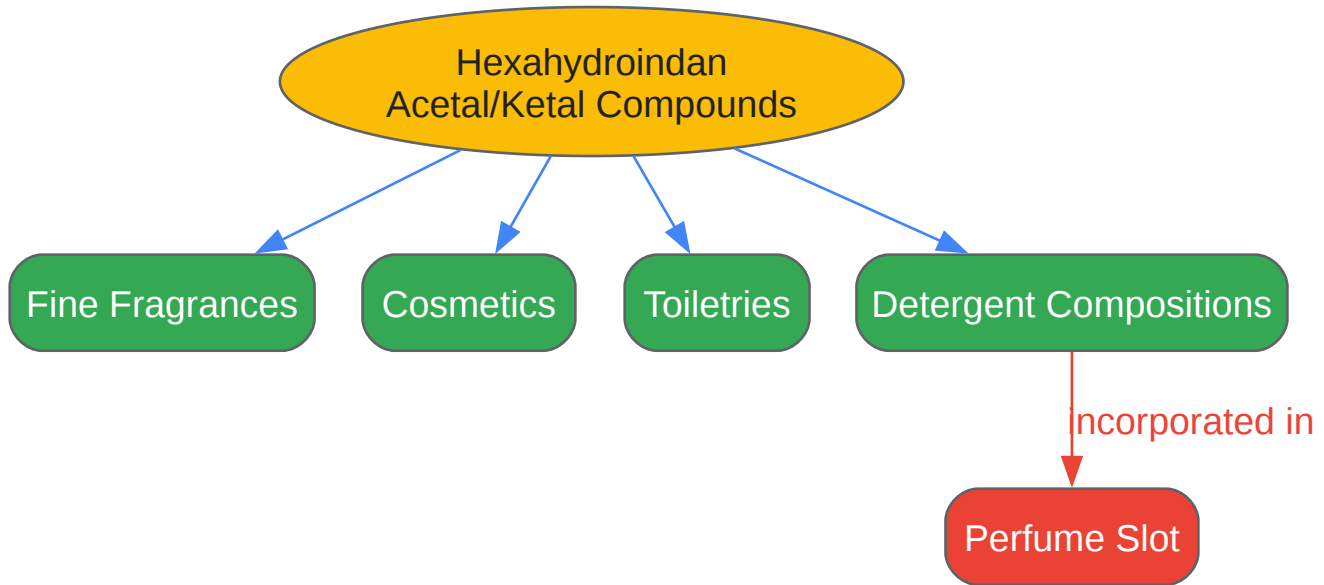 Hexahydroindan
Acetal/Ketal Compounds
Fine Fragrances
Cosmetics
Toiletries
Detergent Compositions
incorporated in
Perfume Slot